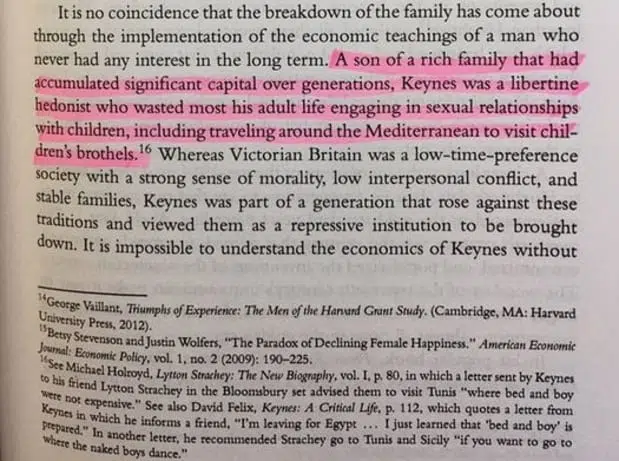 It is no coincidence that the breakdown of the family has come about
through the implementation of the economic teachings of a man who
never had any interest in the long term. A son of a rich family that had
accumulated significant capital over generations, Keynes was a libertine
hedonist who wasted most his adult life engaging in sexual relationships
with children, including traveling around the Mediterranean to visit chil-
dren's brothels.16 Whereas Victorian Britain was a low-time-preference
society with a strong sense of morality, low interpersonal conflict, and
stable families, Keynes was part of a generation that rose against these
traditions and viewed them as a repressive institution to be brought
down. It is impossible to understand the economics of Keynes without
14George Vaillant, Triumphs of Experience: The Men of the Harvard Grant Study. (Cambridge, MA: Harvard
University Press, 2012).
15Betsy Stevenson and Justin Wolfers, "The Paradox of Declining Female Happiness." American Economic
Journal: Economic Policy, vol. 1, no. 2 (2009): 190–225.
16See Michael Holroyd, Lytton Strachey: The New Biography, vol. I, p. 80, in which a letter sent by Keynes
to his friend Lytton Strachey in the Bloomsbury set advised them to visit Tunis "where bed and boy
were not expensive." See also David Felix, Keynes: A Critical Life, p. 112, which quotes a letter from
Keynes in which he informs a friend, "I'm leaving for Egypt ... I just learned that 'bed and boy' is
prepared." In another letter, he recommended Strachey go to Tunis and Sicily "if you want to go to
where the naked boys dance."